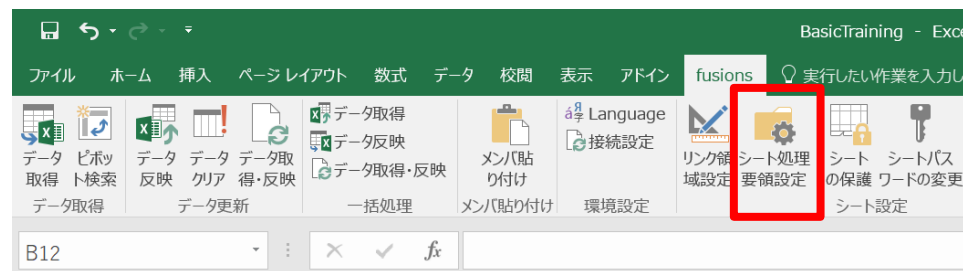 BasicTraining - Exce
ファイル ホーム 挿入 ページ レイアウト 数式 データ 校閲 表示 アドイン fusions 実行したい作業を入力し
データ取得
ピボット検索
データ反映
データクリア
データ取得・反映
データ取得
データ反映
データ取得・反映
メンバ貼り付け
Language
接続設定
リンク領域設定
シート処理要領設定
シートの保護
シートパスワードの変更
データ取得 データ更新 一括処理 メンバ貼り付け 環境設定 シート設定
B12 fx